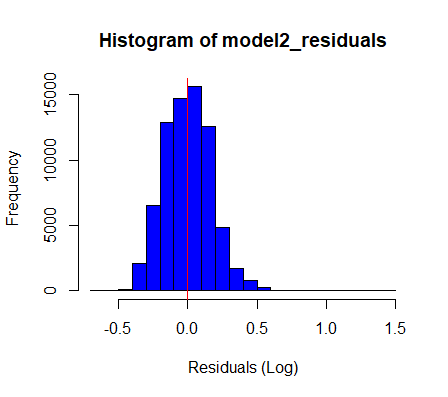 Histogram of model2_residuals
Frequency
15000
10000
5000
0
-0.5 0.0 0.5 1.0 1.5
Residuals (Log)